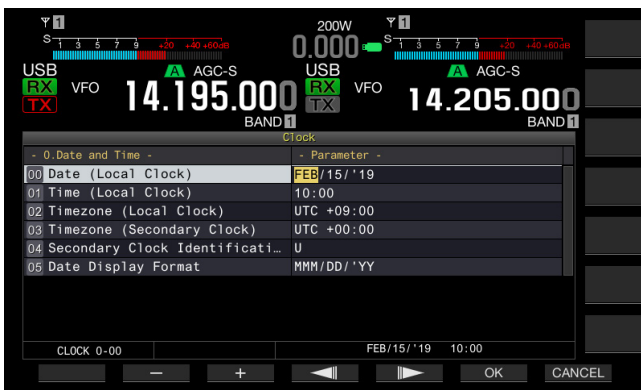 1 200W 1
S 1 3 5 7 9 +20 +40 +60dB 0.000 S 1 3 5 7 9 +20 +40 +60dB
USB A AGC-S USB A AGC-S
RX VFO 14.195.000 RX VFO 14.205.000
TX TX
BAND 1 BAND 1
Clock
- 0.Date and Time - - Parameter -
00 Date (Local Clock) FEB/15/'19
01 Time (Local Clock) 10:00
02 Timezone (Local Clock) UTC +09:00
03 Timezone (Secondary Clock) UTC +00:00
04 Secondary Clock Identificati... U
05 Date Display Format MMM/DD/'YY
CLOCK 0-00 FEB/15/'19 10:00
− + OK CANCEL